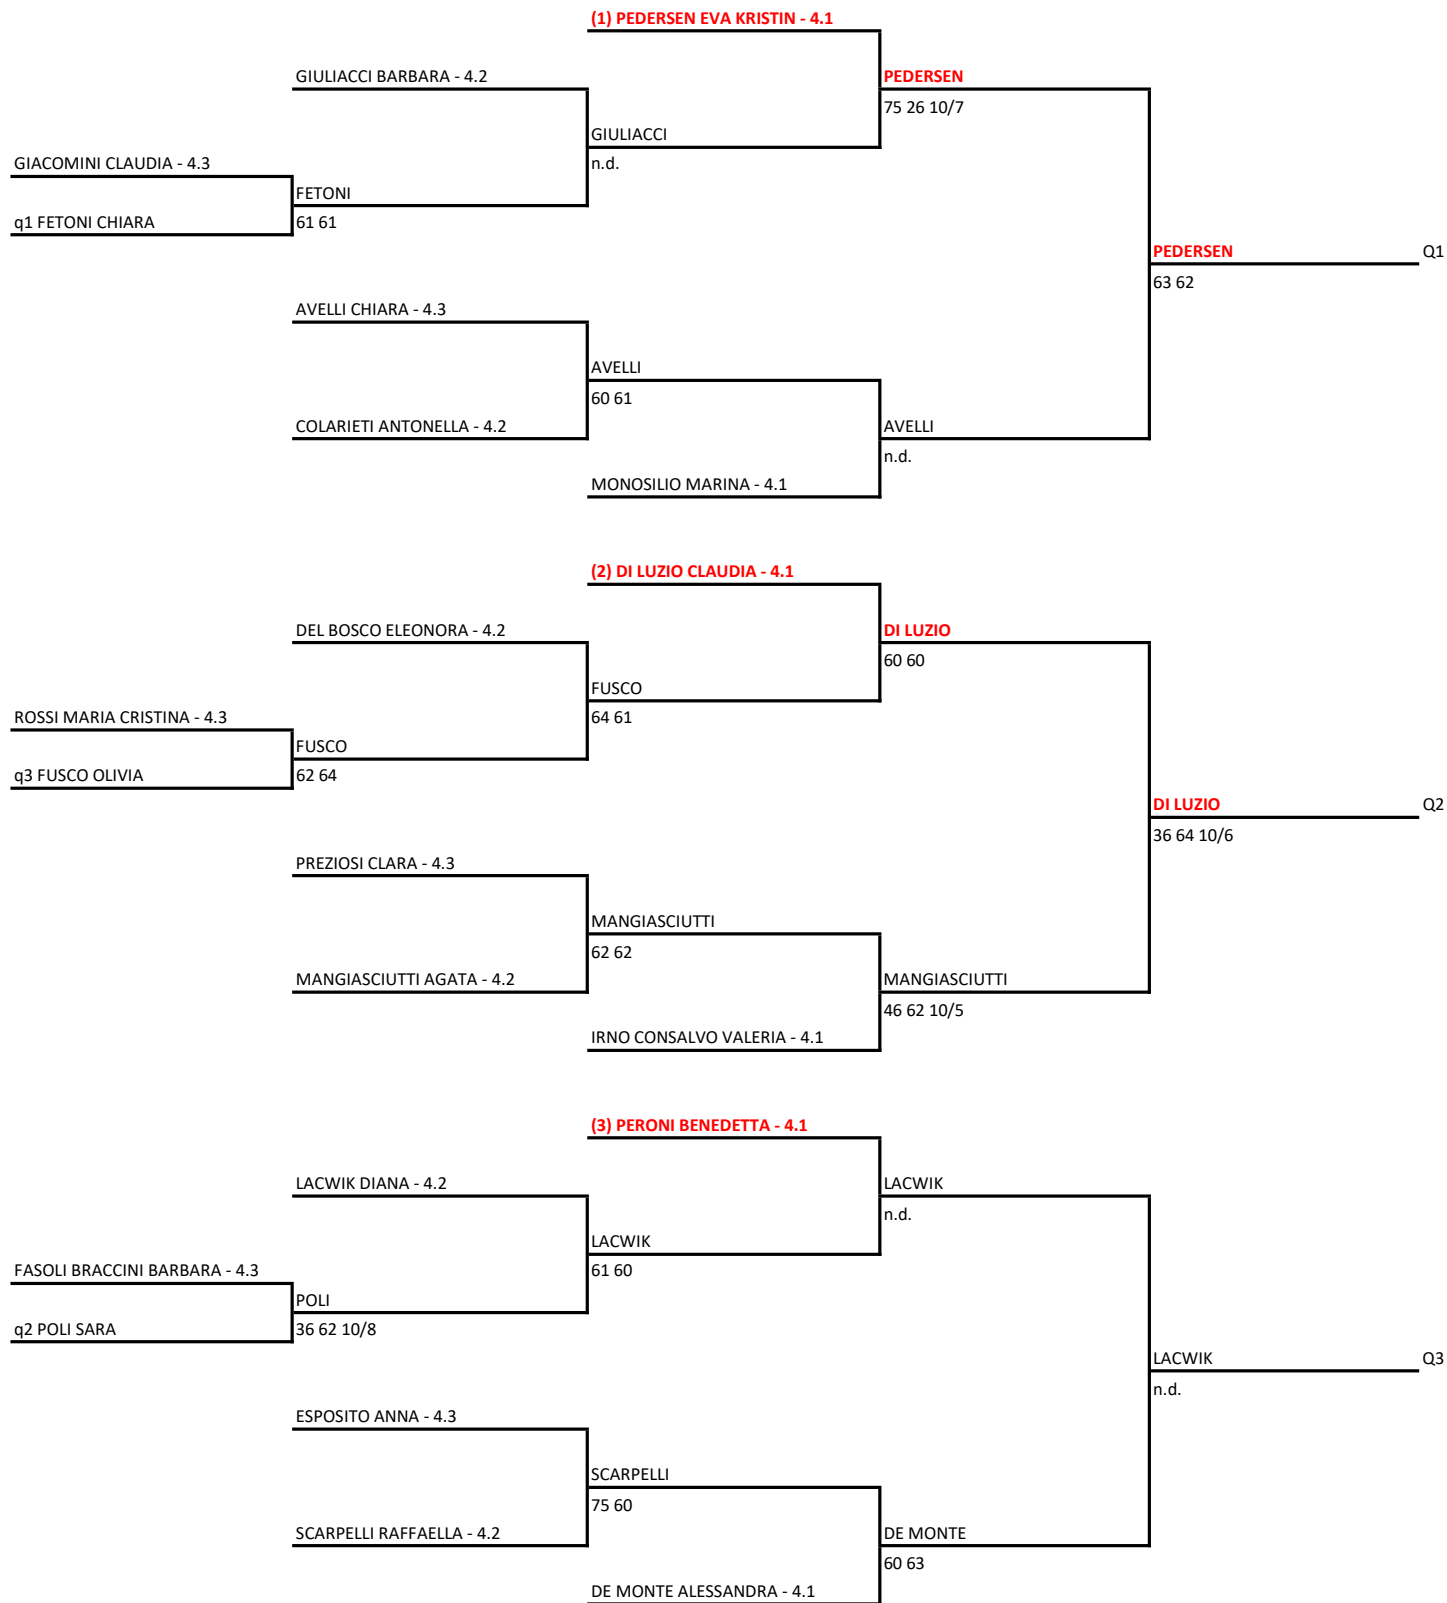 (1) PEDERSEN EVA KRISTIN - 4.1
GIULIACCI BARBARA - 4.2
PEDERSEN
75 26 10/7
GIULIACCI
n.d.
GIACOMINI CLAUDIA - 4.3
FETONI
q1 FETONI CHIARA
61 61
PEDERSEN
Q1
63 62
AVELLI CHIARA - 4.3
AVELLI
60 61
COLARIETI ANTONELLA - 4.2
AVELLI
n.d.
MONOSILIO MARINA - 4.1
(2) DI LUZIO CLAUDIA - 4.1
DEL BOSCO ELEONORA - 4.2
DI LUZIO
60 60
FUSCO
64 61
ROSSI MARIA CRISTINA - 4.3
FUSCO
q3 FUSCO OLIVIA
62 64
DI LUZIO
Q2
36 64 10/6
PREZIOSI CLARA - 4.3
MANGIASCIUTTI
62 62
MANGIASCIUTTI AGATA - 4.2
MANGIASCIUTTI
46 62 10/5
IRNO CONSALVO VALERIA - 4.1
(3) PERONI BENEDETTA - 4.1
LACWIK DIANA - 4.2
LACWIK
n.d.
LACWIK
61 60
FASOLI BRACCINI BARBARA - 4.3
POLI
q2 POLI SARA
36 62 10/8
LACWIK
Q3
n.d.
ESPOSITO ANNA - 4.3
SCARPELLI
75 60
SCARPELLI RAFFAELLA - 4.2
DE MONTE
60 63
DE MONTE ALESSANDRA - 4.1